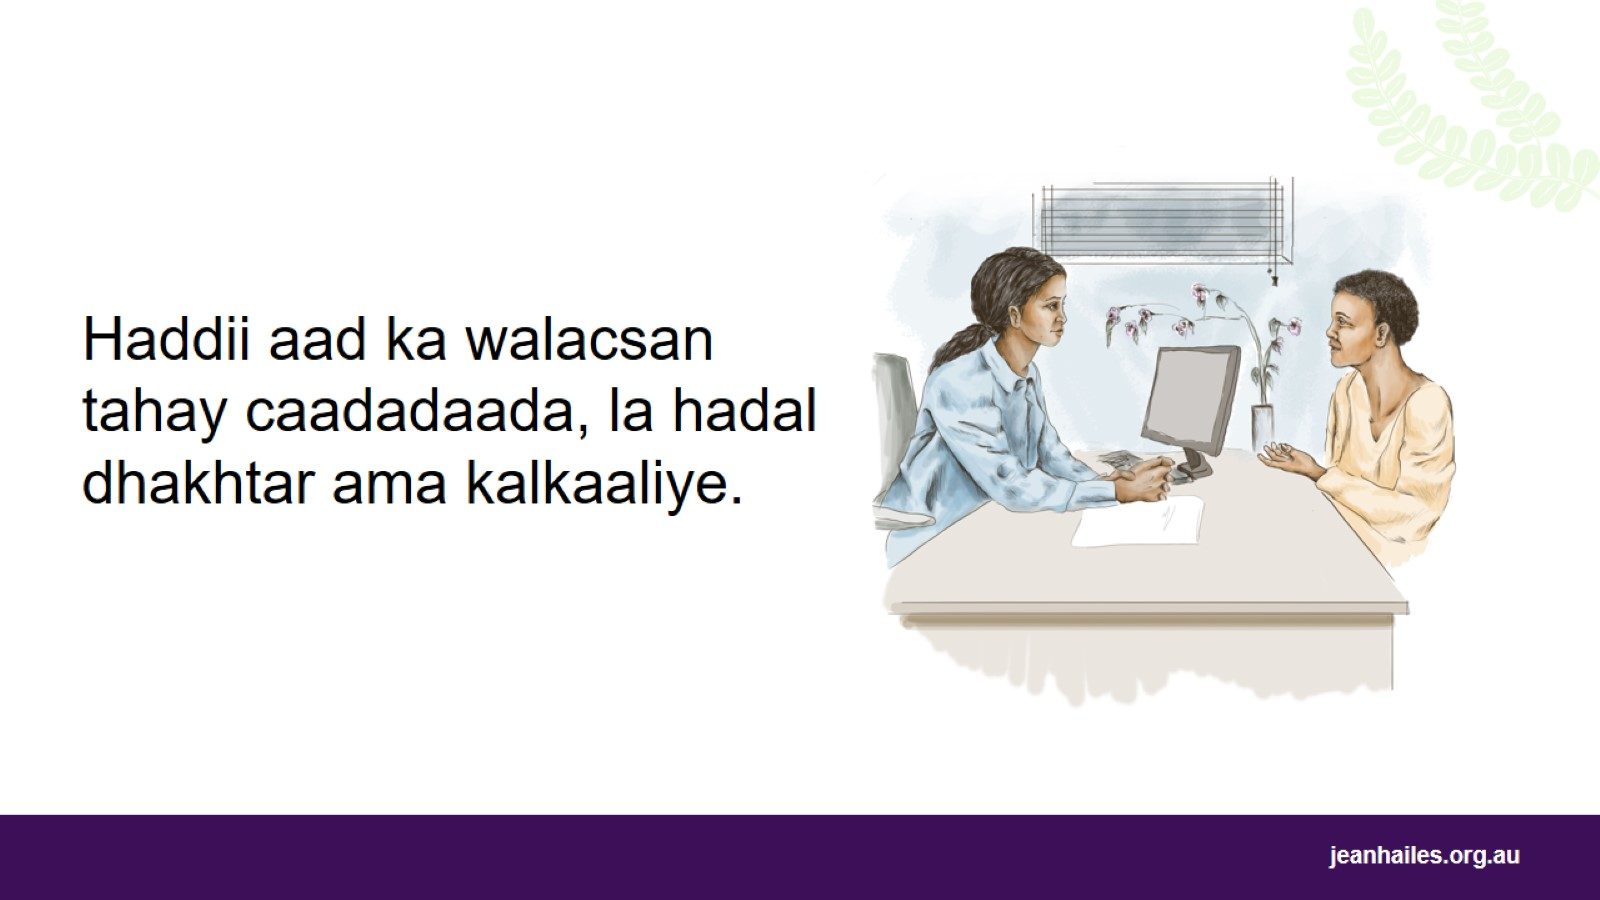 Haddii aad ka walacsan
tahay caadadaada, la hadal
dhakhtar ama kalkaaliye.
jeanhailes.org.au